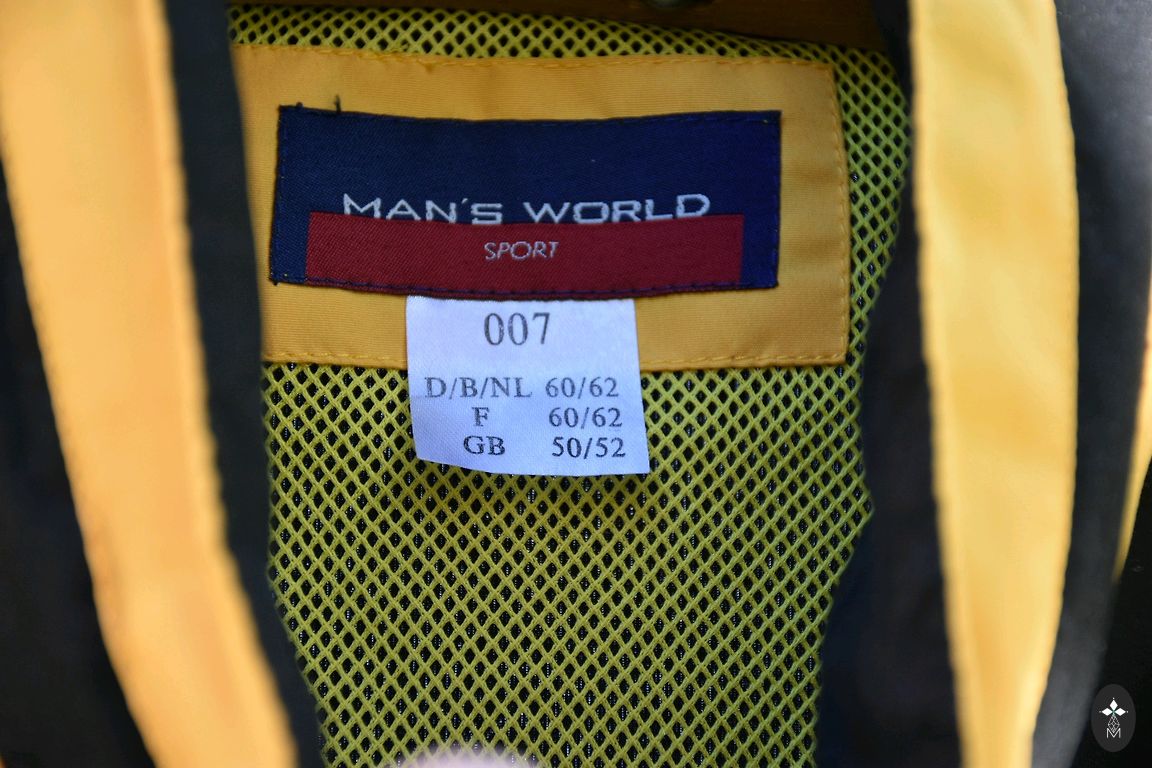 MAN'S WORLD
SPORT
007
D/B/NL 60/62
F 60/62
GB 50/52
M